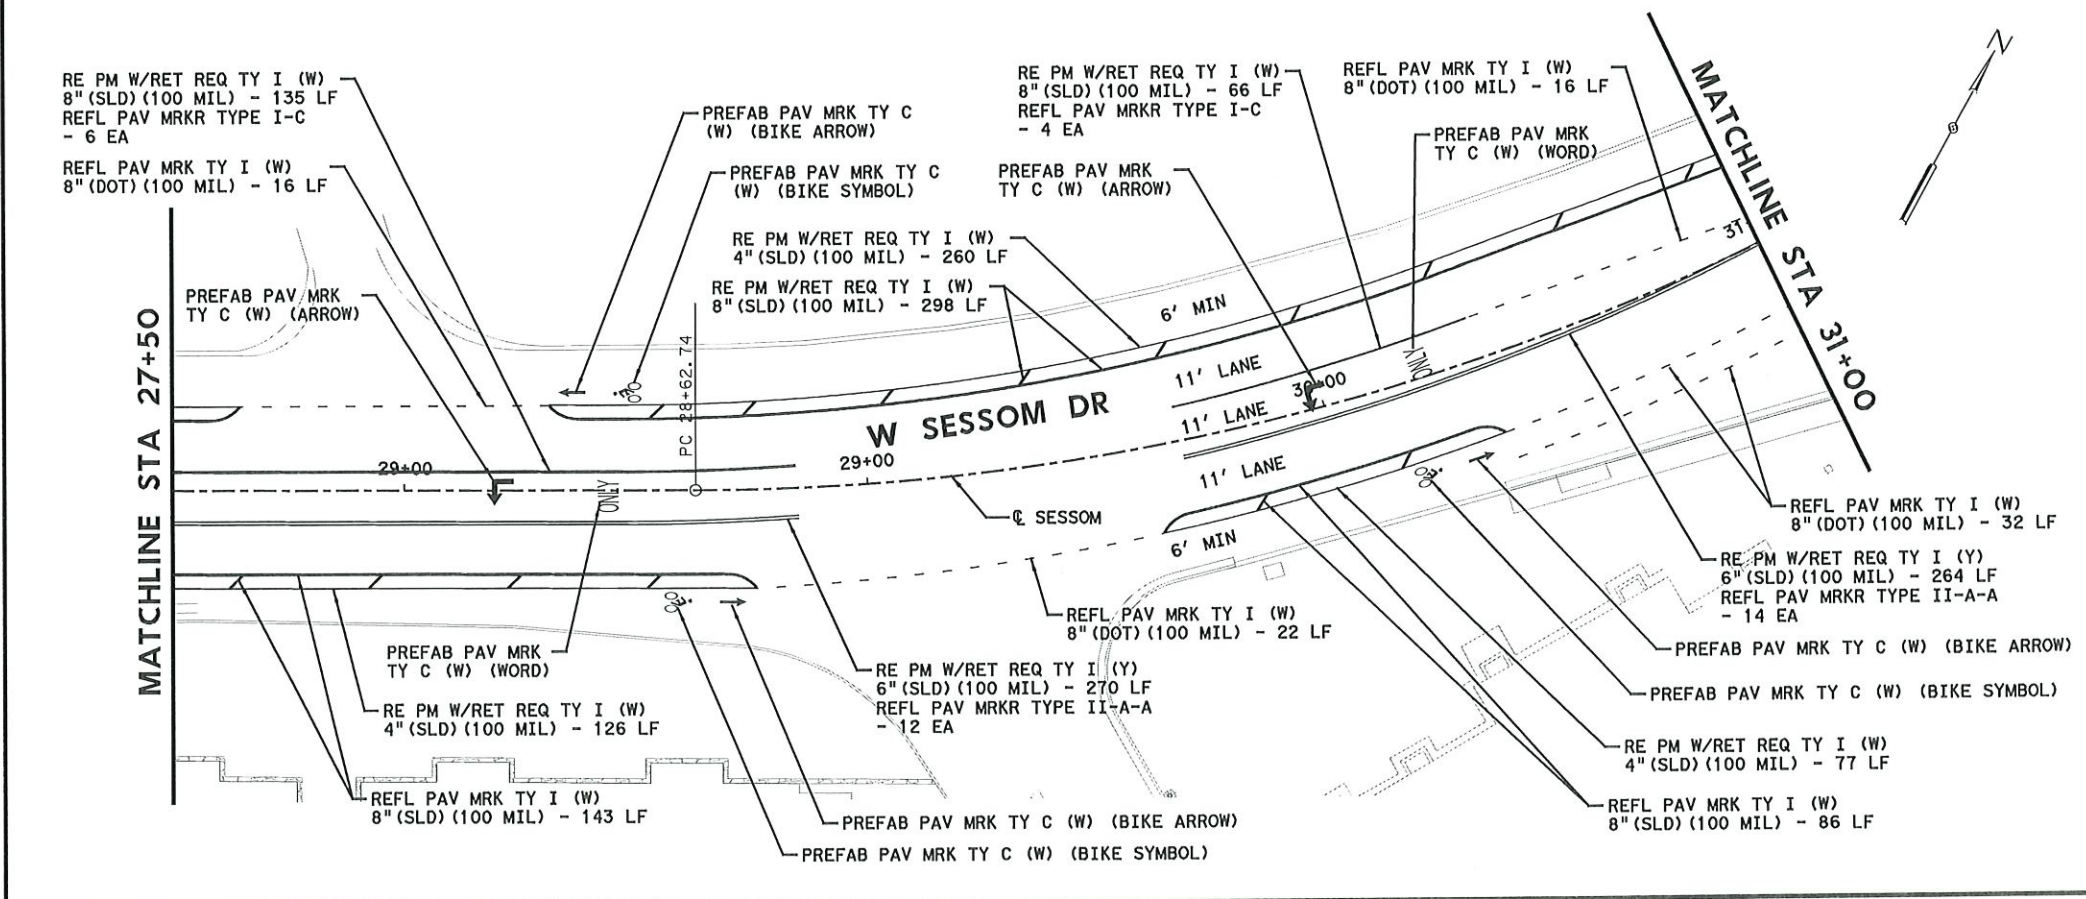 RE PM W/RET REQ TY I (W)
8"(SLD)(100 MIL) - 135 LF
REFL PAV MRKR TYPE I-C
- 6 EA
REFL PAV MRK TY I (W)
8"(DOT)(100 MIL) - 16 LF
PREFAB PAV MRK
TY C (W) (ARROW)
PREFAB PAV MRK TY C
(W) (BIKE ARROW)
PREFAB PAV MRK TY C
(W) (BIKE SYMBOL)
RE PM W/RET REQ TY I (W)
4"(SLD)(100 MIL) - 260 LF
RE PM W/RET REQ TY I (W)
8"(SLD)(100 MIL) - 298 LF
RE PM W/RET REQ TY I (W)
8"(SLD)(100 MIL) - 66 LF
REFL PAV MRKR TYPE I-C
- 4 EA
PREFAB PAV MRK
TY C (W) (ARROW)
REFL PAV MRK TY I (W)
8"(DOT)(100 MIL) - 16 LF
PREFAB PAV MRK
TY C (W) (WORD)
N
MATCHLINE STA 27+50
MATCHLINE STA 31+00
31
PC 28+62.74
6' MIN
11' LANE
30+00
ONLY
11' LANE
W SESSOM DR
29+00
29+00
11' LANE
ONLY
℄ SESSOM
6' MIN
REFL PAV MRK TY I (W)
8"(DOT)(100 MIL) - 32 LF
RE PM W/RET REQ TY I (Y)
6"(SLD)(100 MIL) - 264 LF
REFL PAV MRKR TYPE II-A-A
- 14 EA
REFL PAV MRK TY I (W)
8"(DOT)(100 MIL) - 22 LF
PREFAB PAV MRK TY C (W) (BIKE ARROW)
PREFAB PAV MRK
TY C (W) (WORD)
RE PM W/RET REQ TY I (Y)
6"(SLD)(100 MIL) - 270 LF
REFL PAV MRKR TYPE II-A-A
- 12 EA
PREFAB PAV MRK TY C (W) (BIKE SYMBOL)
RE PM W/RET REQ TY I (W)
4"(SLD)(100 MIL) - 126 LF
RE PM W/RET REQ TY I (W)
4"(SLD)(100 MIL) - 77 LF
REFL PAV MRK TY I (W)
8"(SLD)(100 MIL) - 143 LF
REFL PAV MRK TY I (W)
8"(SLD)(100 MIL) - 86 LF
PREFAB PAV MRK TY C (W) (BIKE ARROW)
PREFAB PAV MRK TY C (W) (BIKE SYMBOL)